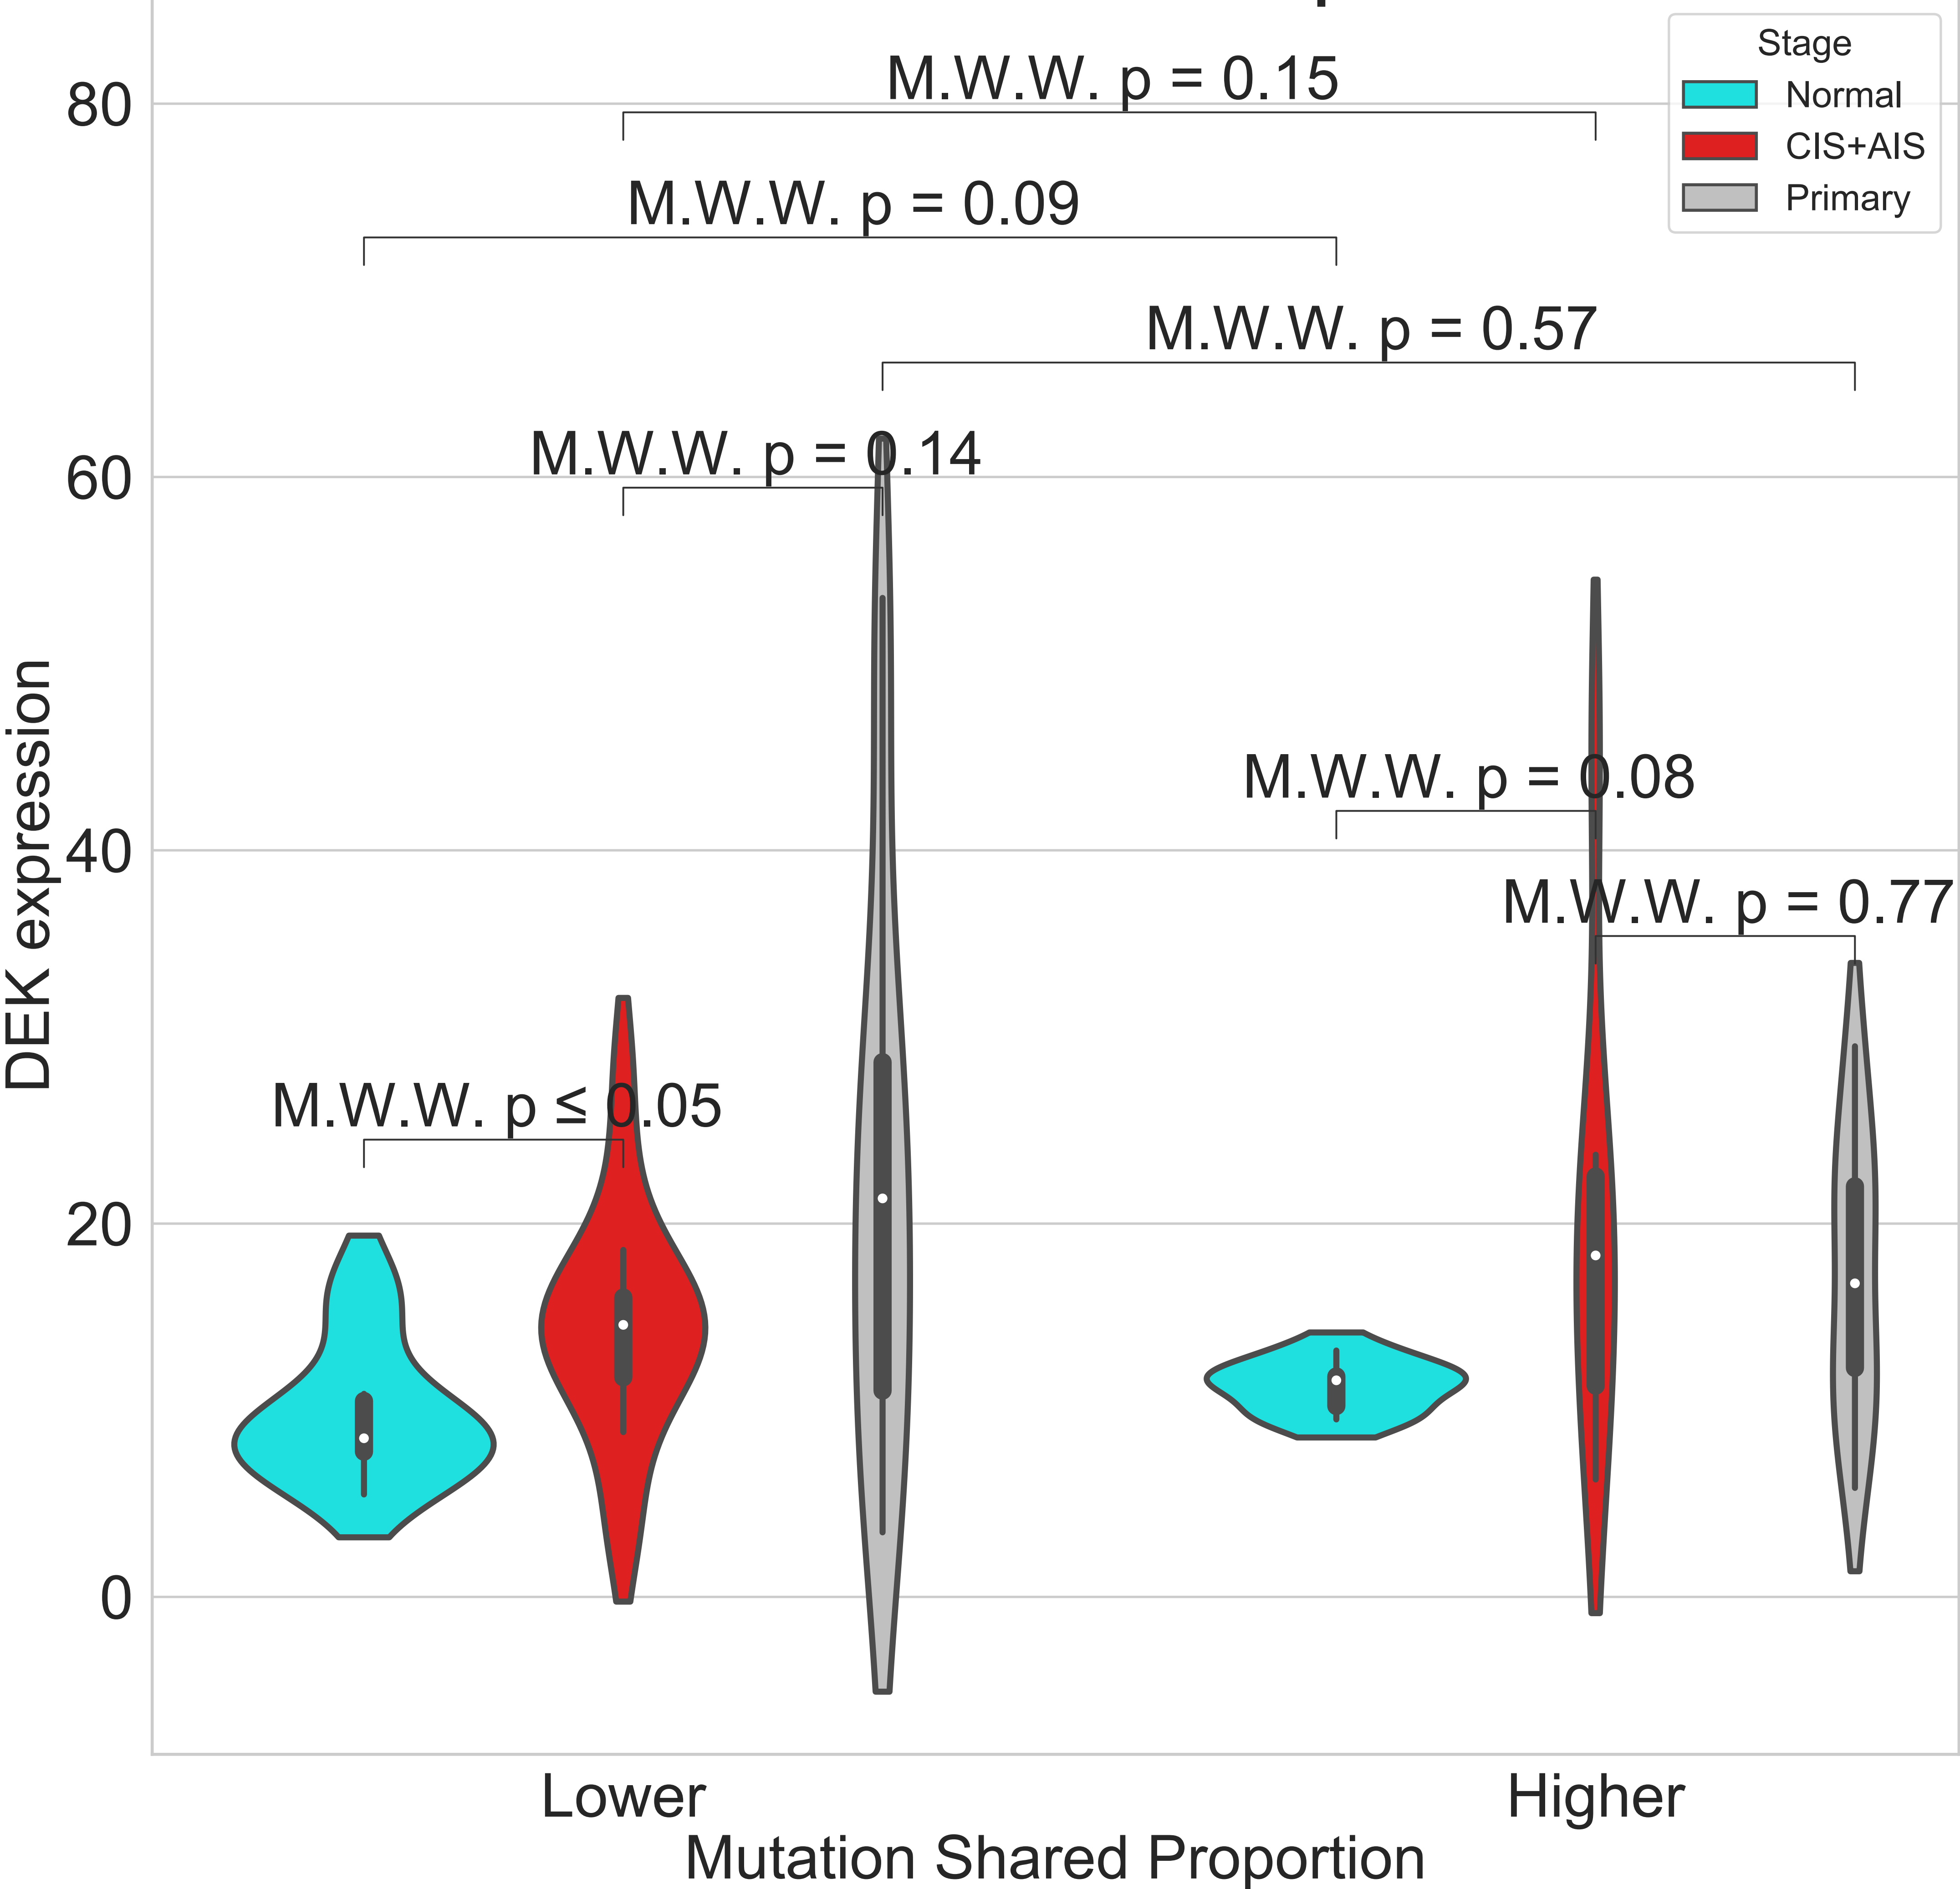 Stage
Normal
CIS+AIS
Primary
M.W.W. p = 0.15
M.W.W. p = 0.09
M.W.W. p = 0.57
M.W.W. p = 0.14
M.W.W. p = 0.08
M.W.W. p = 0.77
M.W.W. p ≤ 0.05
80
60
40
20
0
DEK expression
Lower
Higher
Mutation Shared Proportion